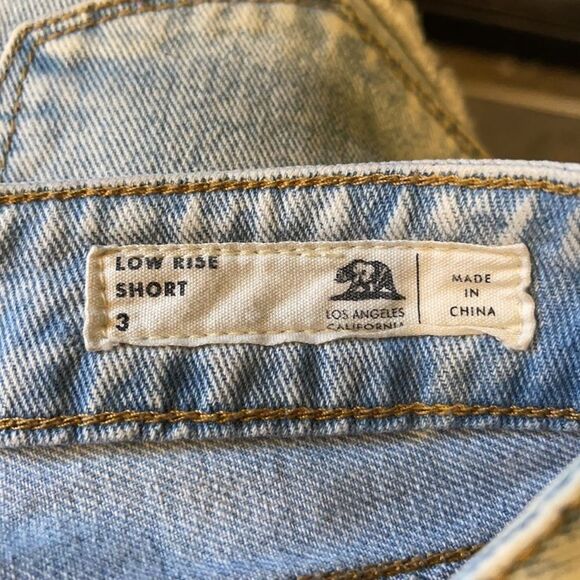 LOW RISE
SHORT
3
LOS ANGELES
CALIFORNIA
MADE
IN
CHINA